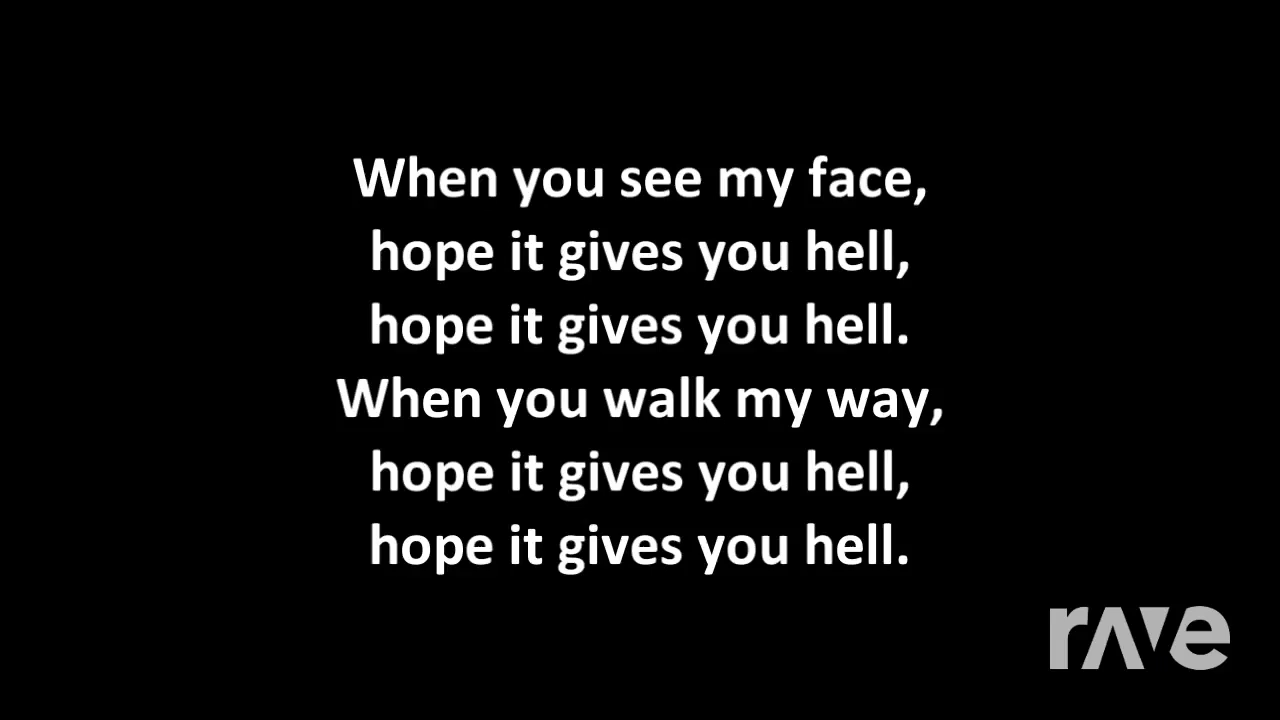 When you see my face,
hope it gives you hell,
hope it gives you hell.
When you walk my way,
hope it gives you hell,
hope it gives you hell.
rave